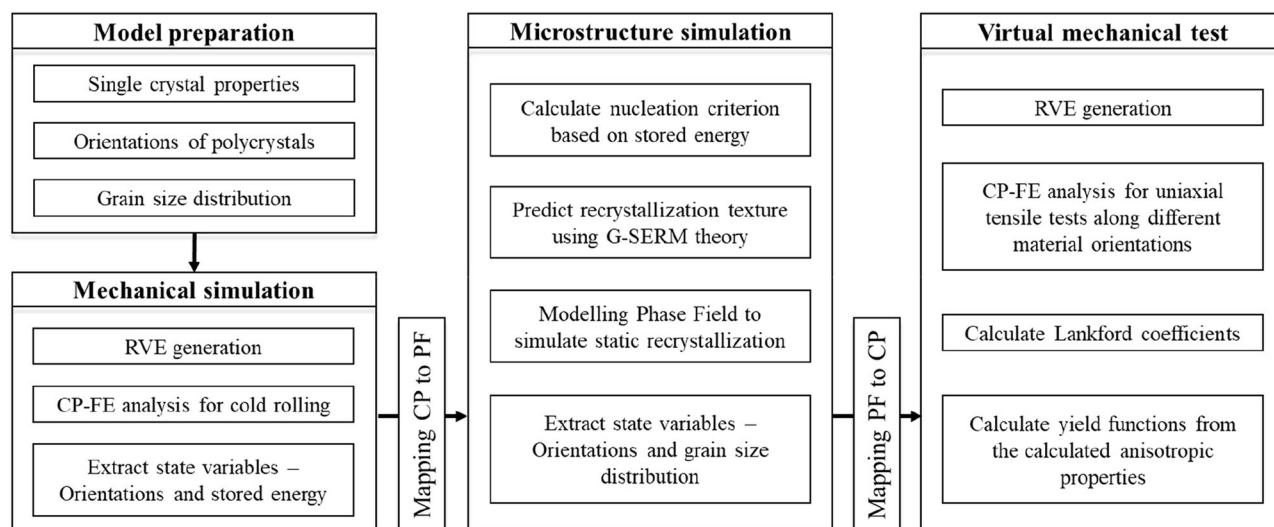 Model preparation
Single crystal properties
Orientations of polycrystals
Grain size distribution
Mechanical simulation
RVE generation
CP-FE analysis for cold rolling
Extract state variables –
Orientations and stored energy
Mapping CP to PF
Microstructure simulation
Calculate nucleation criterion
based on stored energy
Predict recrystallization texture
using G-SERM theory
Modelling Phase Field to
simulate static recrystallization
Extract state variables –
Orientations and grain size
distribution
Mapping PF to CP
Virtual mechanical test
RVE generation
CP-FE analysis for uniaxial
tensile tests along different
material orientations
Calculate Lankford coefficients
Calculate yield functions from
the calculated anisotropic
properties